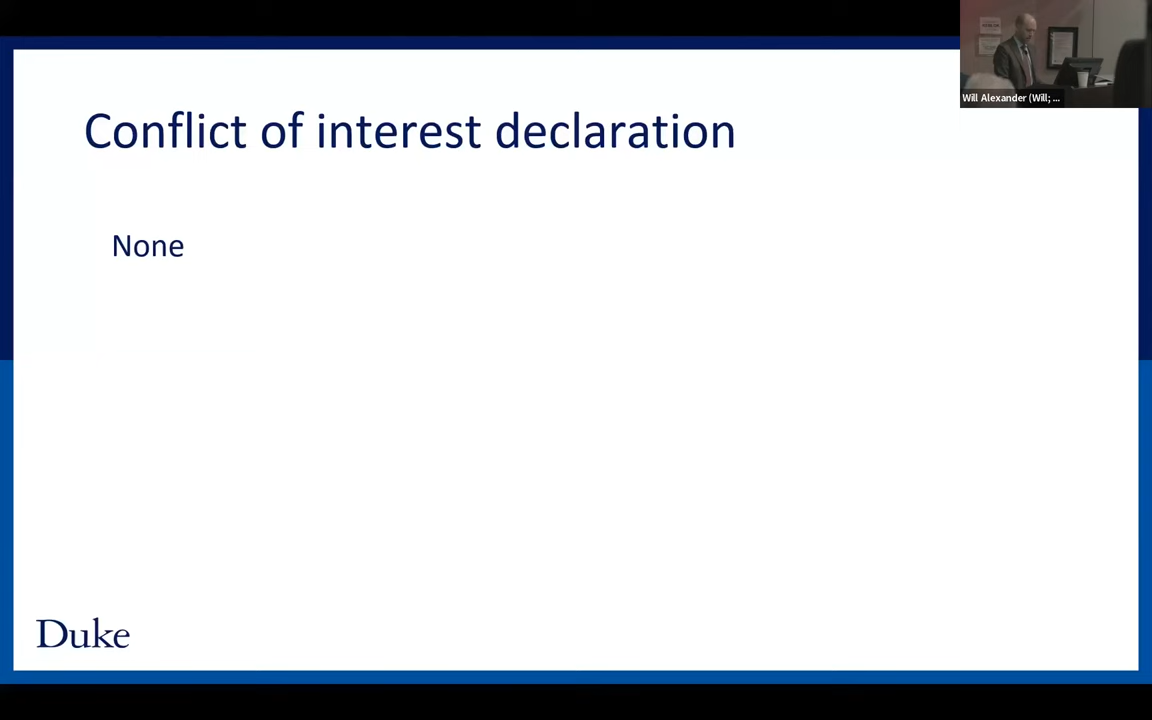 Conflict of interest declaration
Will Alexander (Will; ...
None
Duke